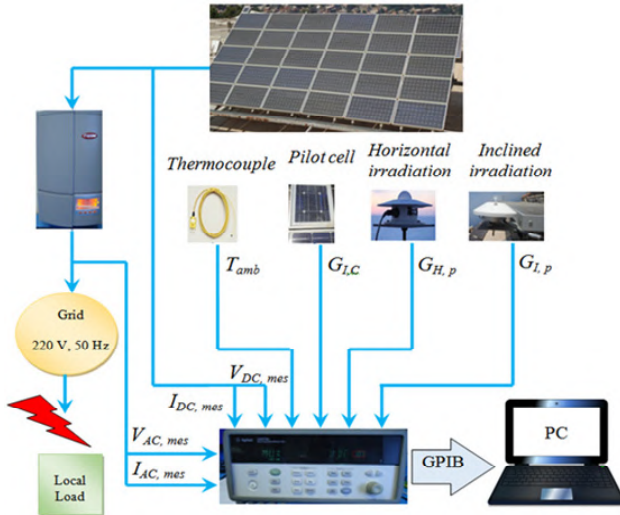 Thermocouple
Pilot cell
Horizontal
irradiation
Inclined
irradiation
T_amb
G_I,C
G_H, p
G_I, p
Grid
220 V, 50 Hz
V_DC, mes
I_DC, mes
V_AC, mes
I_AC, mes
Local
Load
GPIB
PC